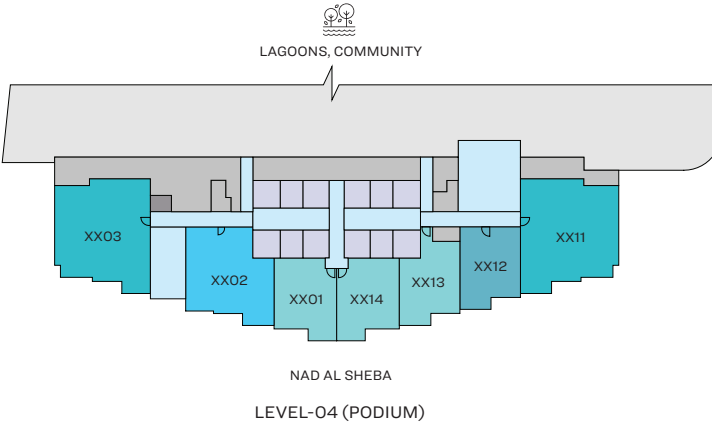 LAGOONS, COMMUNITY
XX03
XX02
XX01
XX14
XX13
XX12
XX11
NAD AL SHEBA
LEVEL-04 (PODIUM)